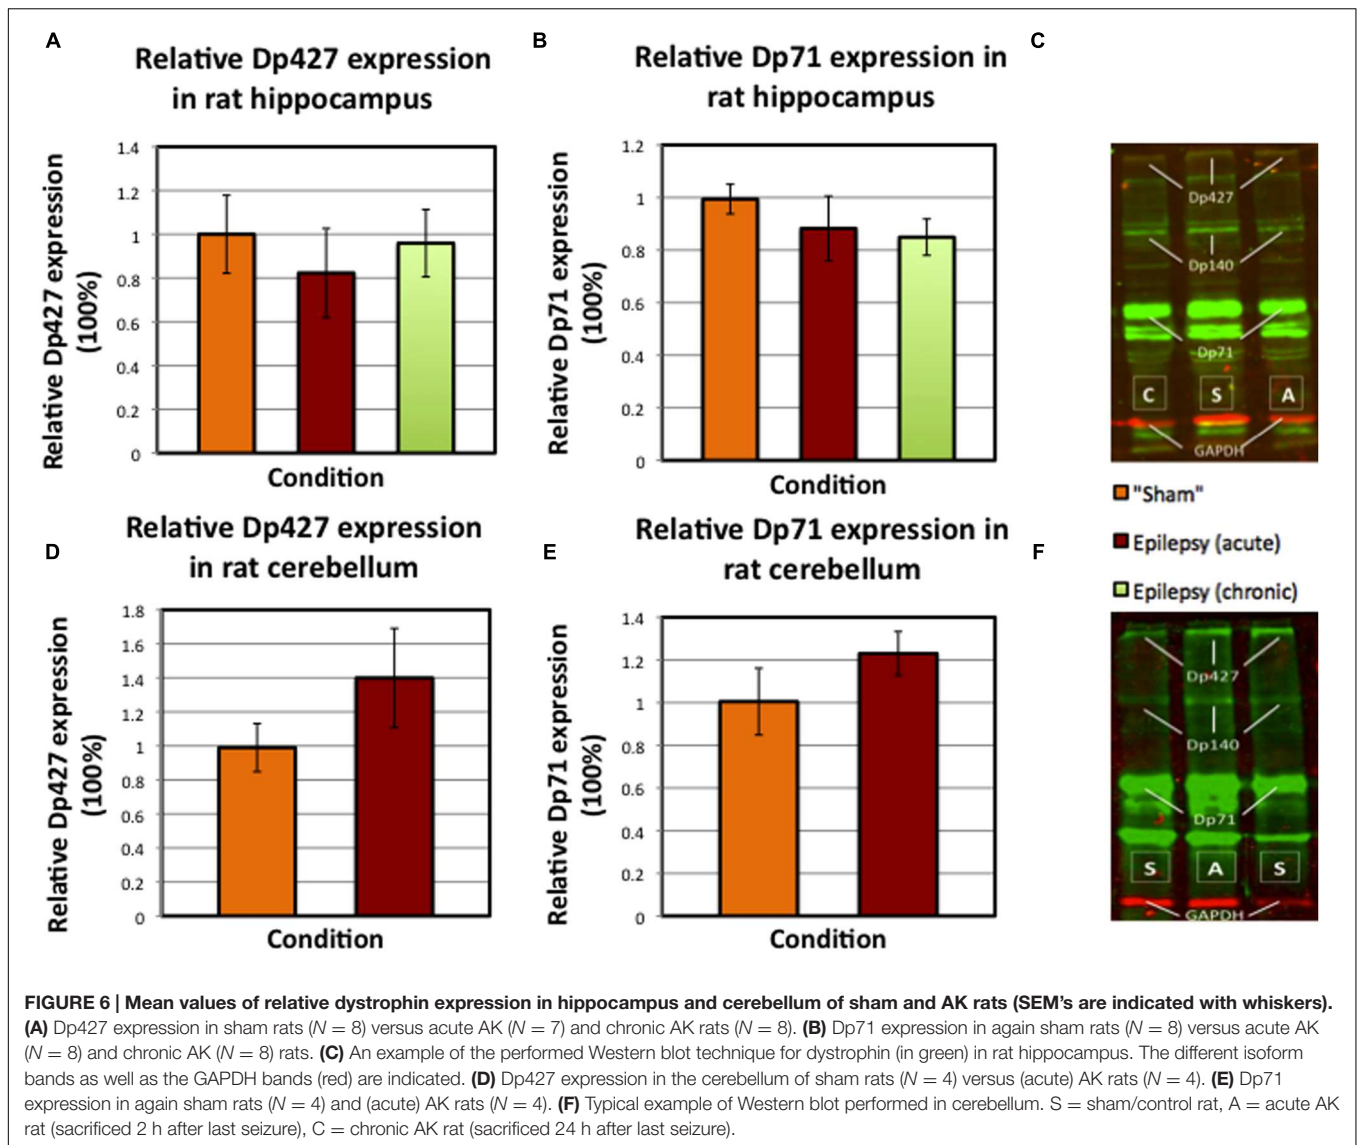 A
Relative Dp427 expression
in rat hippocampus
Relative Dp427 expression
(100%)
1.4
1.2
1
0.8
0.6
0.4
0.2
0
Condition
B
Relative Dp71 expression in
rat hippocampus
Relative Dp71 expression
(100%)
1.2
1
0.8
0.6
0.4
0.2
0
Condition
C
Dp427
Dp140
Dp71
C S A
GAPDH
"Sham"
Epilepsy (acute)
Epilepsy (chronic)
D
Relative Dp427 expression
in rat cerebellum
Relative Dp427 expression
(100%)
1.8
1.6
1.4
1.2
1
0.8
0.6
0.4
0.2
0
Condition
E
Relative Dp71 expression in
rat cerebellum
Relative Dp71 expression
(100%)
1.4
1.2
1
0.8
0.6
0.4
0.2
0
Condition
F
Dp427
Dp140
Dp71
S A S
GAPDH
FIGURE 6 | Mean values of relative dystrophin expression in hippocampus and cerebellum of sham and AK rats (SEM's are indicated with whiskers).
(A) Dp427 expression in sham rats (N = 8) versus acute AK (N = 7) and chronic AK rats (N = 8). (B) Dp71 expression in again sham rats (N = 8) versus acute AK
(N = 8) and chronic AK (N = 8) rats. (C) An example of the performed Western blot technique for dystrophin (in green) in rat hippocampus. The different isoform
bands as well as the GAPDH bands (red) are indicated. (D) Dp427 expression in the cerebellum of sham rats (N = 4) versus (acute) AK rats (N = 4). (E) Dp71
expression in again sham rats (N = 4) and (acute) AK rats (N = 4). (F) Typical example of Western blot performed in cerebellum. S = sham/control rat, A = acute AK
rat (sacrificed 2 h after last seizure), C = chronic AK rat (sacrificed 24 h after last seizure).